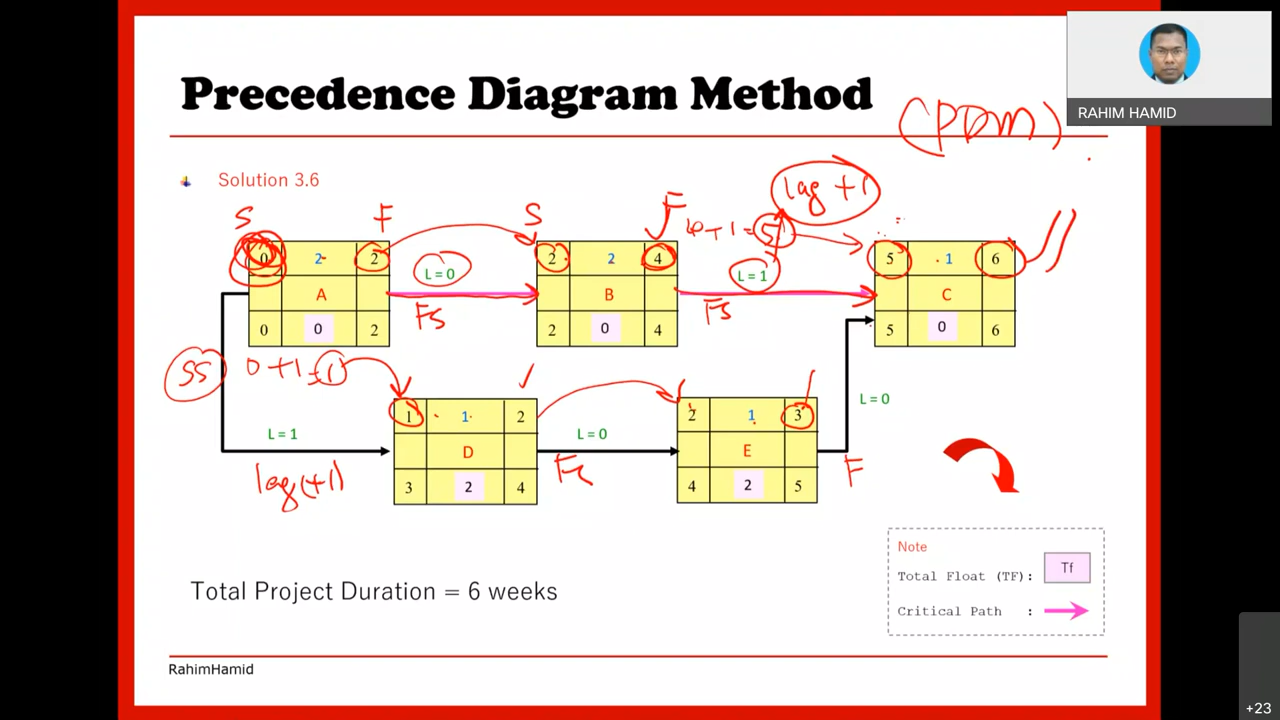 Precedence Diagram Method
(PDM)
RAHIM HAMID
Solution 3.6
lag +1
S
F
S
F
4+1 = 5
0 2 2
L = 0
2 2 4
L = 1
5 1 6
A
B
C
FS
FS
0 0 2
2 0 4
5 0 6
SS
0+1=1
1 1 2
2 1 3
L = 0
L = 1
L = 0
D
E
lag(+1)
FS
F
3 2 4
4 2 5
Note
Total Float (TF): Tf
Critical Path :
Total Project Duration = 6 weeks
RahimHamid
+23